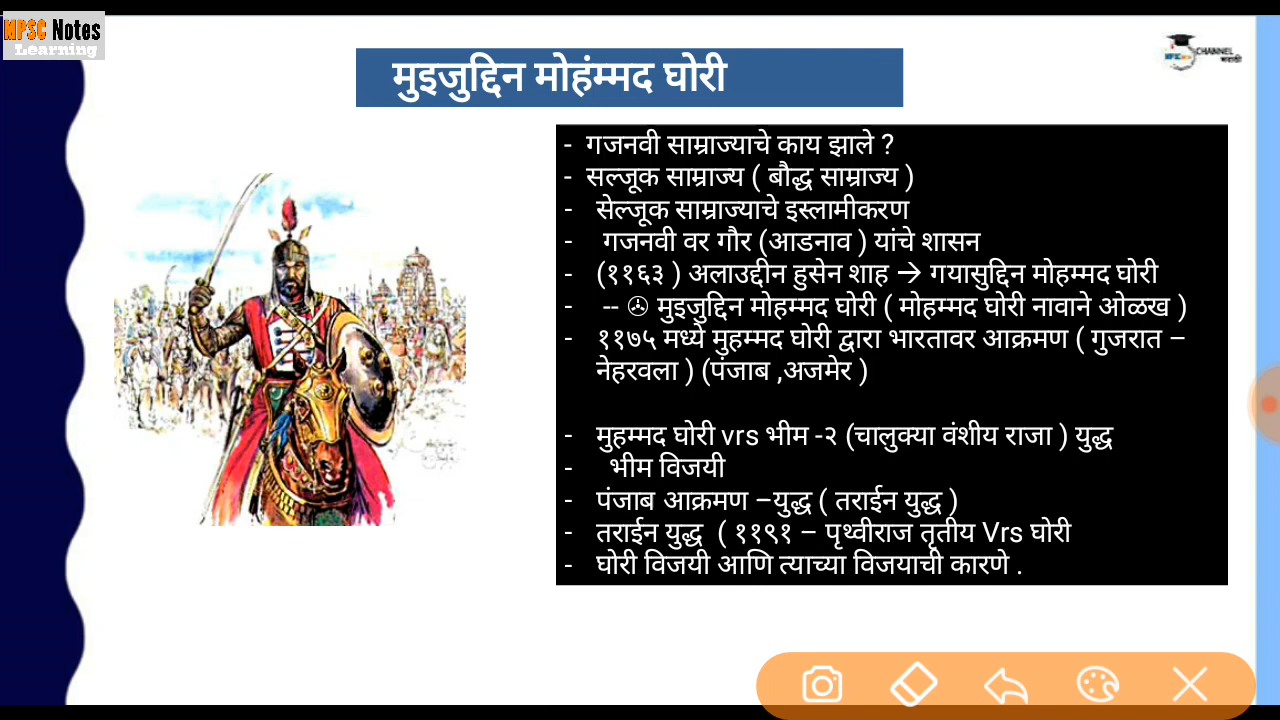 MPSC Notes
Learning
CHANNEL
मराठी
मुइजुद्दिन मोहंम्मद घोरी
- गजनवी साम्राज्याचे काय झाले ?
- सल्जूक साम्राज्य ( बौद्ध साम्राज्य )
- सेल्जूक साम्राज्याचे इस्लामीकरण
- गजनवी वर गौर (आडनाव ) यांचे शासन
- (११६३ ) अलाउद्दीन हुसेन शाह → गयासुद्दिन मोहम्मद घोरी
- -- ✇ मुइजुद्दिन मोहम्मद घोरी ( मोहम्मद घोरी नावाने ओळख )
- ११७५ मध्ये मुहम्मद घोरी द्वारा भारतावर आक्रमण ( गुजरात –
नेहरवला ) (पंजाब ,अजमेर )
- मुहम्मद घोरी vrs भीम -२ (चालुक्या वंशीय राजा ) युद्ध
- भीम विजयी
- पंजाब आक्रमण –युद्ध ( तराईन युद्ध )
- तराईन युद्ध ( ११९१ – पृथ्वीराज तृतीय Vrs घोरी
- घोरी विजयी आणि त्याच्या विजयाची कारणे .